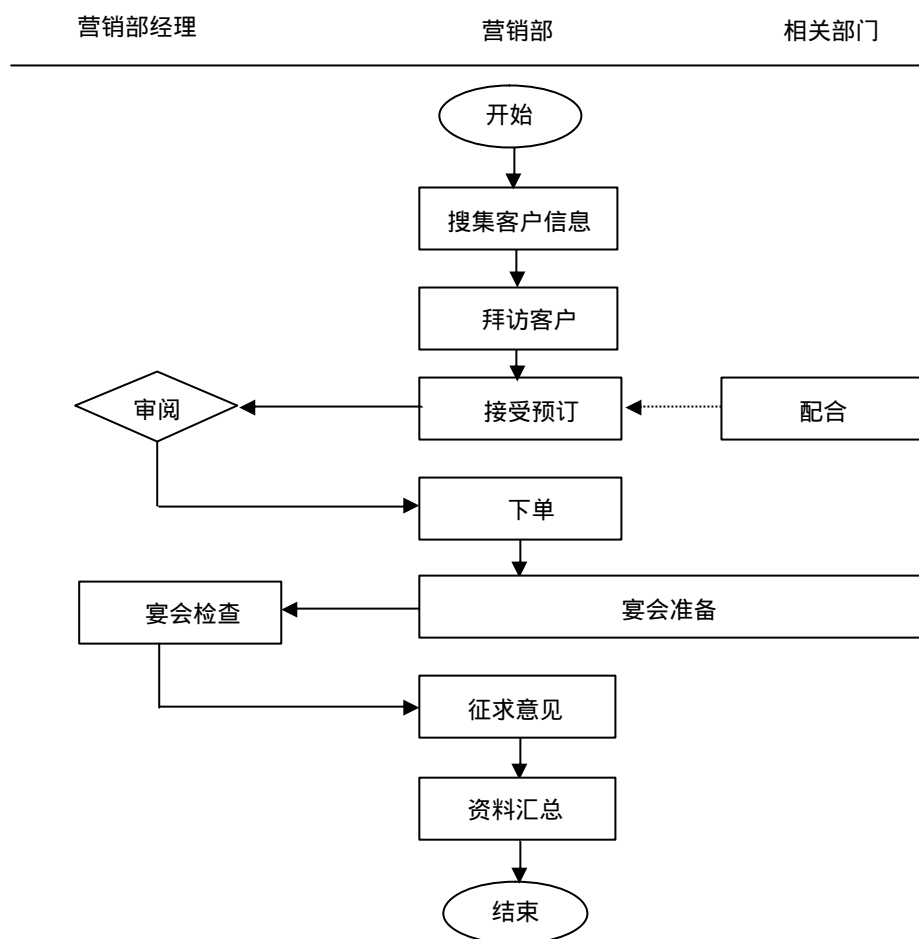 营销部经理 营销部 相关部门
开始
搜集客户信息
拜访客户
审阅 接受预订 配合
下单
宴会检查 宴会准备
征求意见
资料汇总
结束